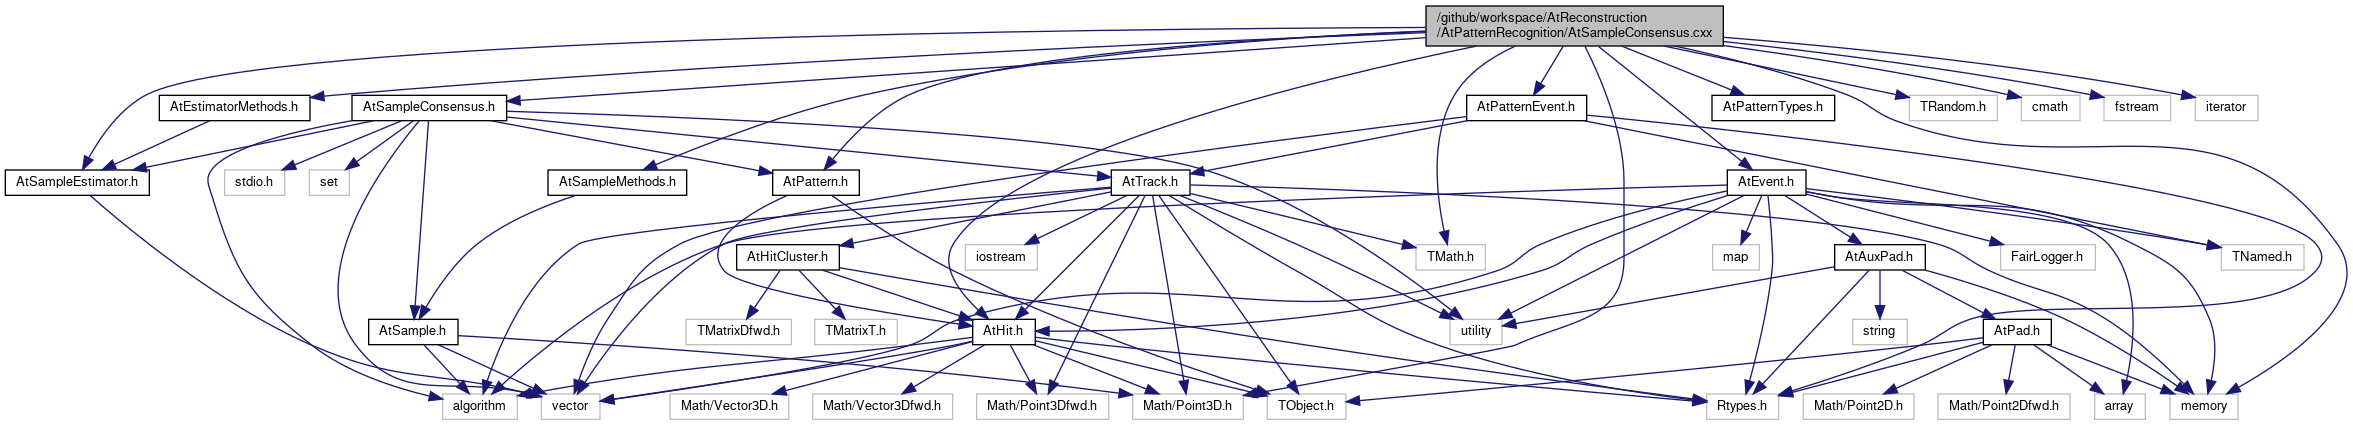 /github/workspace/AtReconstruction
/AtPatternRecognition/AtSampleConsensus.cxx
AtEstimatorMethods.h
AtSampleConsensus.h
AtPatternEvent.h
AtPatternTypes.h
TRandom.h
cmath
fstream
iterator
AtSampleEstimator.h
stdio.h
set
AtSampleMethods.h
AtPattern.h
AtTrack.h
AtEvent.h
AtHitCluster.h
iostream
TMath.h
map
AtAuxPad.h
FairLogger.h
TNamed.h
AtSample.h
TMatrixDfwd.h
TMatrixT.h
AtHit.h
utility
string
AtPad.h
algorithm
vector
Math/Vector3D.h
Math/Vector3Dfwd.h
Math/Point3Dfwd.h
Math/Point3D.h
TObject.h
Rtypes.h
Math/Point2D.h
Math/Point2Dfwd.h
array
memory